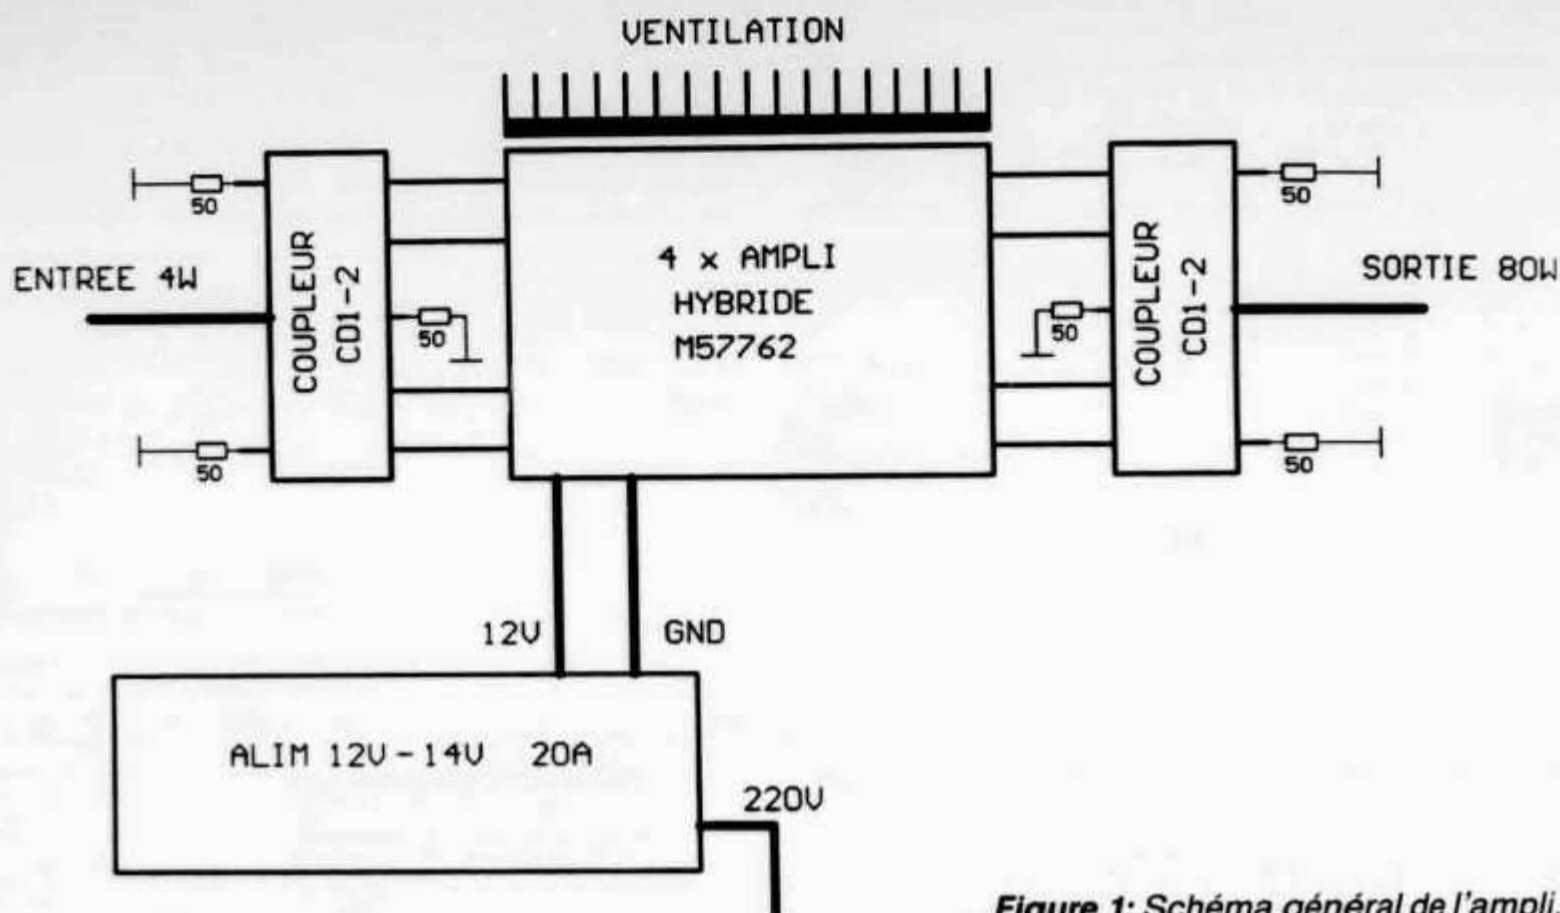 VENTILATION
50
50
ENTREE 4W
COUPLEUR
CD1-2
50
50
4 x AMPLI
HYBRIDE
M57762
50
COUPLEUR
CD1-2
50
SORTIE 80W
50
12V
GND
ALIM 12V-14V 20A
220V
Figure 1: Schéma général de l'ampli.